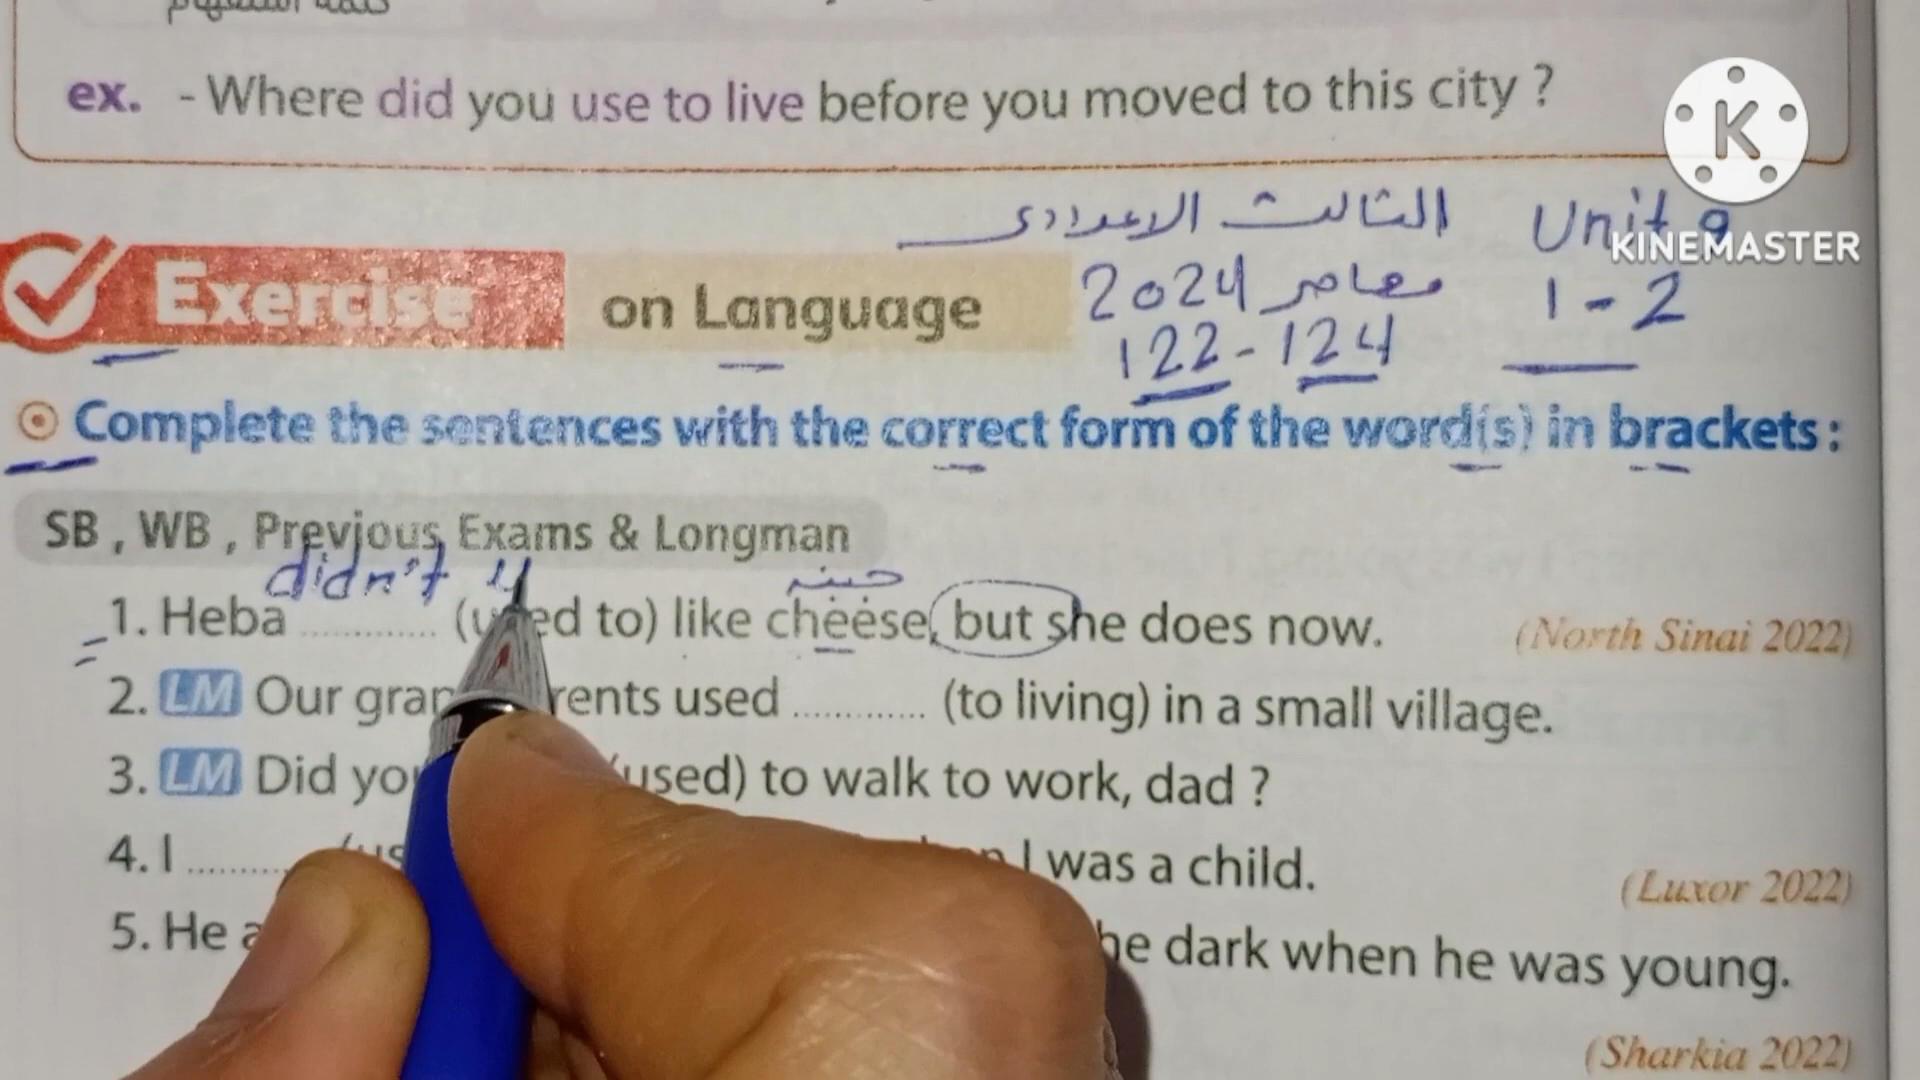 ex. - Where did you use to live before you moved to this city ?
KINEMASTER
الثالث الاعدادى Unit 9
معاصر 2024 1 - 2
122 - 124
Exercise on Language
Complete the sentences with the correct form of the word(s) in brackets :
SB , WB , Previous Exams & Longman
didn't u
1. Heba ............ (used to) like cheese, but she does now. (North Sinai 2022)
2. LM Our grandparents used ............ (to living) in a small village.
3. LM Did you (used) to walk to work, dad ?
4. I ......... I was a child. (Luxor 2022)
5. He dark when he was young.
(Sharkia 2022)